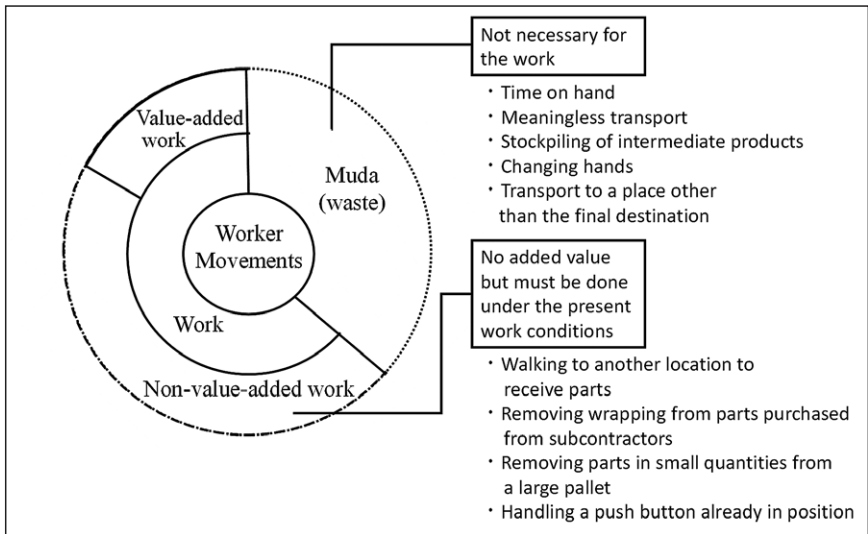 Value-added
work
Muda
(waste)
Worker
Movements
Work
Non-value-added work
Not necessary for
the work
・Time on hand
・Meaningless transport
・Stockpiling of intermediate products
・Changing hands
・Transport to a place other
than the final destination
No added value
but must be done
under the present
work conditions
・Walking to another location to
receive parts
・Removing wrapping from parts purchased
from subcontractors
・Removing parts in small quantities from
a large pallet
・Handling a push button already in position